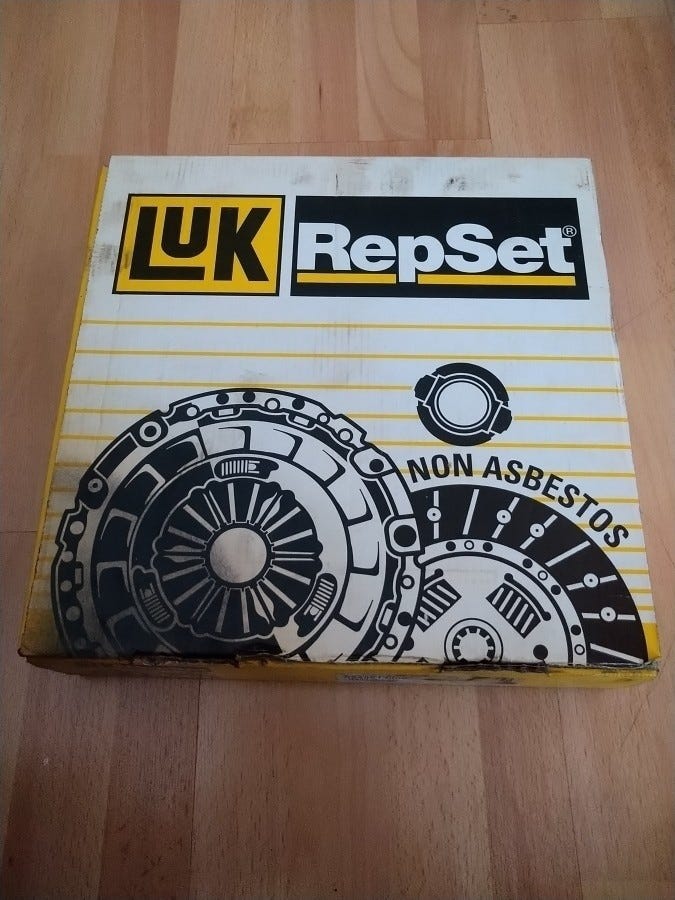 LUK
RepSet®
NON ASBESTOS